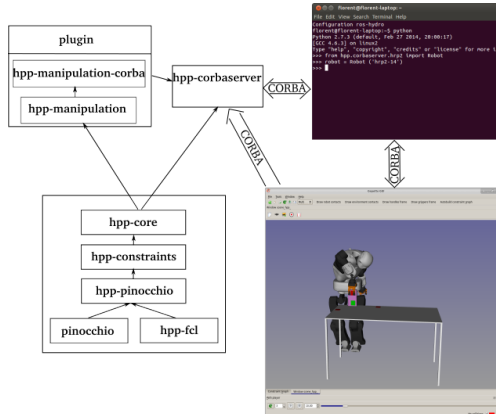 florent@florent-laptop: ~
File Edit View Search Terminal Help
Configuration ros-hydro
florent@florent-laptop:~$ python
Python 2.7.3 (default, Feb 27 2014, 20:00:17)
[GCC 4.6.3] on linux2
Type "help", "copyright", "credits" or "license" for more i
>>> from hpp.corbaserver.hrp2 import Robot
>>> robot = Robot ('hrp2-14')
>>>
plugin
hpp-manipulation-corba
hpp-manipulation
hpp-corbaserver
CORBA
CORBA
CORBA
hpp-core
hpp-constraints
hpp-pinocchio
pinocchio
hpp-fcl